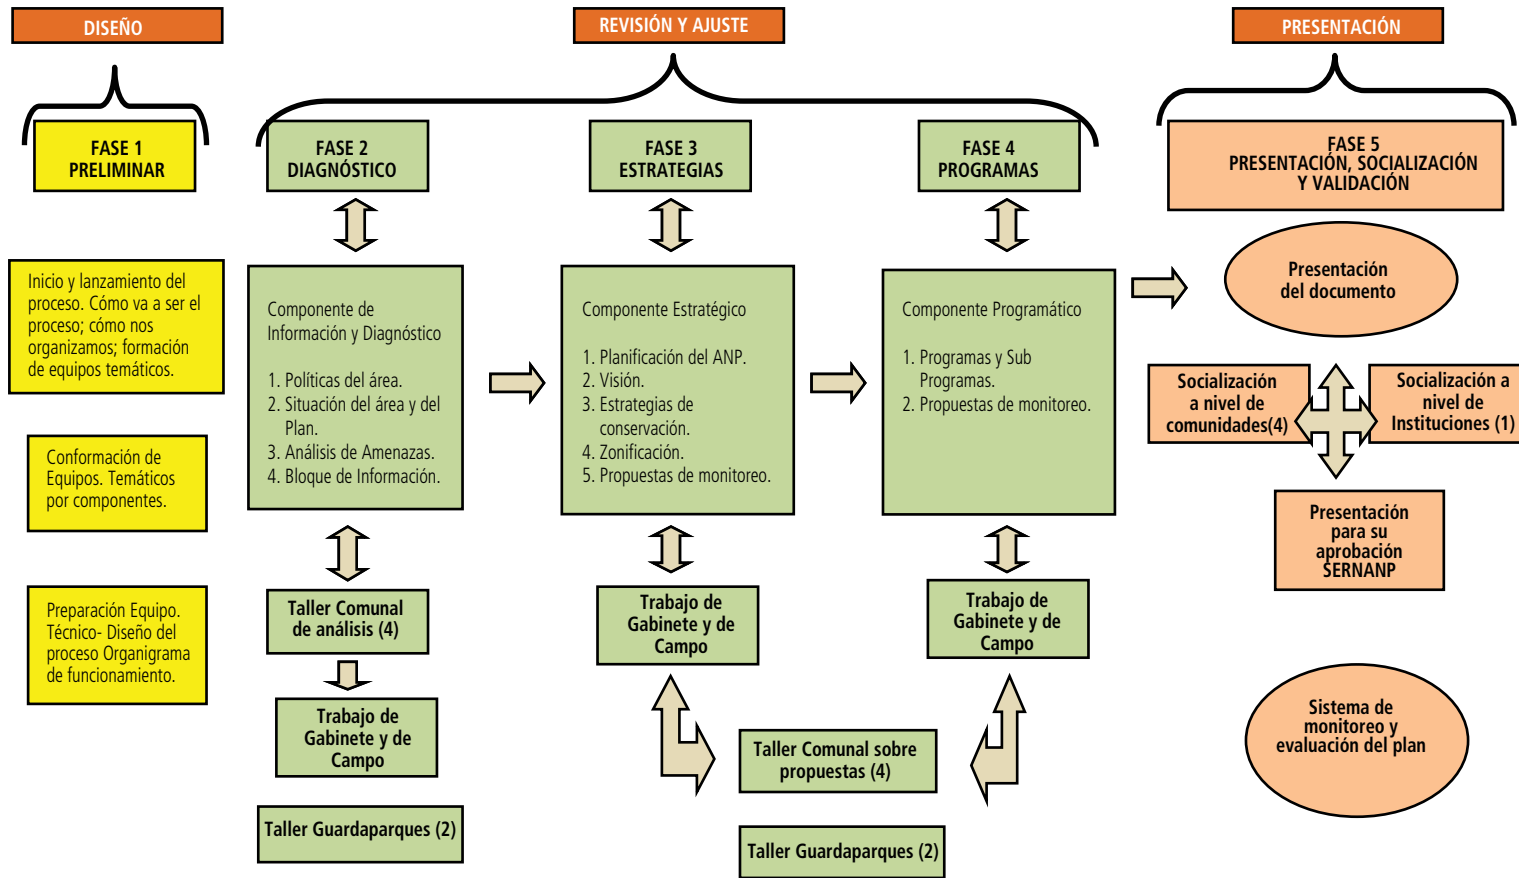 DISEÑO
REVISIÓN Y AJUSTE
PRESENTACIÓN
FASE 1
PRELIMINAR
FASE 2
DIAGNÓSTICO
FASE 3
ESTRATEGIAS
FASE 4
PROGRAMAS
FASE 5
PRESENTACIÓN, SOCIALIZACIÓN
Y VALIDACIÓN
Inicio y lanzamiento del
proceso. Cómo va a ser el
proceso; cómo nos
organizamos; formación
de equipos temáticos.
Conformación de
Equipos. Temáticos
por componentes.
Preparación Equipo.
Técnico- Diseño del
proceso Organigrama
de funcionamiento.
Componente de
Información y Diagnóstico
1. Políticas del área.
2. Situación del área y del
Plan.
3. Análisis de Amenazas.
4. Bloque de Información.
Taller Comunal
de análisis (4)
Trabajo de
Gabinete y de
Campo
Taller Guardaparques (2)
Componente Estratégico
1. Planificación del ANP.
2. Visión.
3. Estrategias de
conservación.
4. Zonificación.
5. Propuestas de monitoreo.
Trabajo de
Gabinete y de
Campo
Componente Programático
1. Programas y Sub
Programas.
2. Propuestas de monitoreo.
Trabajo de
Gabinete y de
Campo
Taller Comunal sobre
propuestas (4)
Taller Guardaparques (2)
Presentación
del documento
Socialización
a nivel de
comunidades(4)
Socialización a
nivel de
Instituciones (1)
Presentación
para su
aprobación
SERNANP
Sistema de
monitoreo y
evaluación del plan